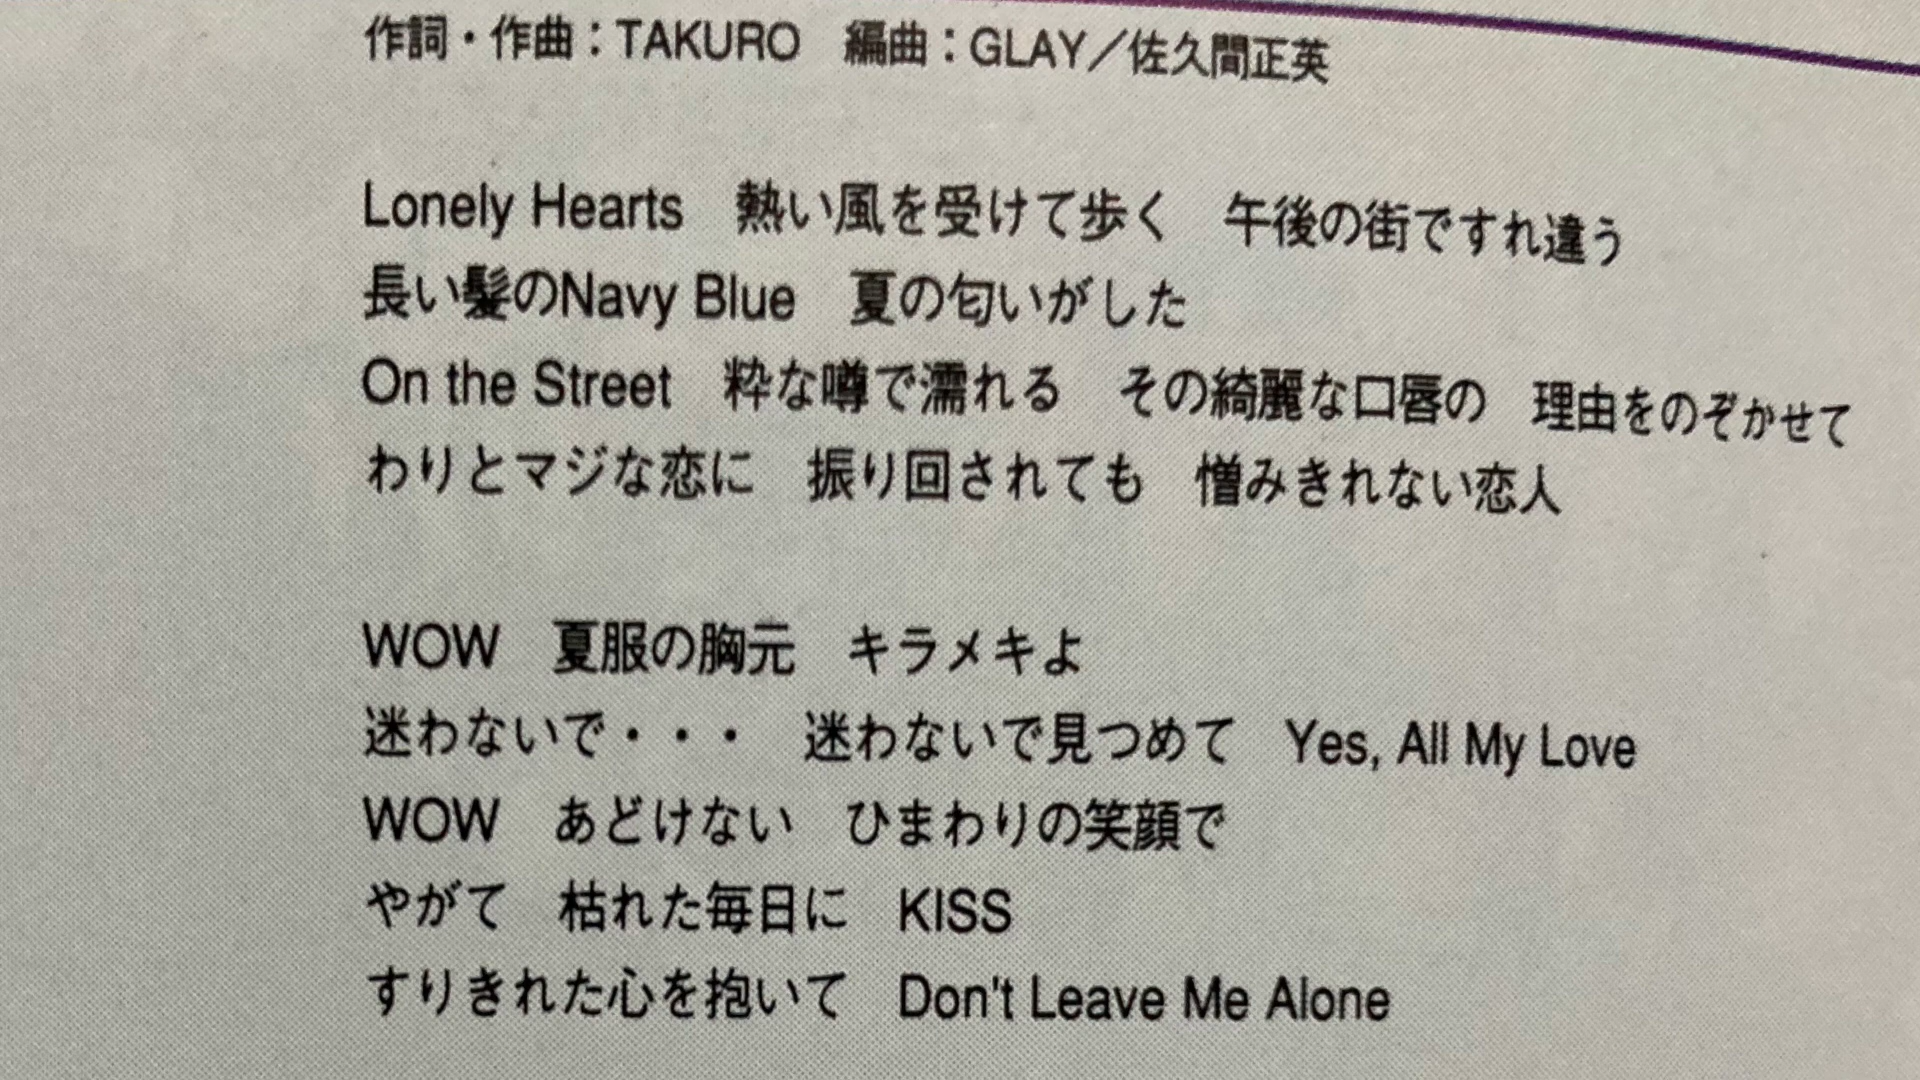 作詞・作曲：TAKURO　編曲：GLAY／佐久間正英
Lonely Hearts　熱い風を受けて歩く　午後の街ですれ違う
長い髪のNavy Blue　夏の匂いがした
On the Street　粋な噂で濡れる　その綺麗な口唇の　理由をのぞかせて
わりとマジな恋に　振り回されても　憎みきれない恋人
WOW　夏服の胸元　キラメキよ
迷わないで・・・　迷わないで見つめて　Yes, All My Love
WOW　あどけない　ひまわりの笑顔で
やがて　枯れた毎日に　KISS
すりきれた心を抱いて　Don't Leave Me Alone